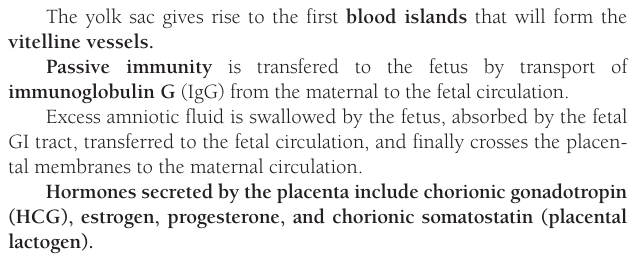 The yolk sac gives rise to the first blood islands that will form the
vitelline vessels.
Passive immunity is transfered to the fetus by transport of
immunoglobulin G (IgG) from the maternal to the fetal circulation.
Excess amniotic fluid is swallowed by the fetus, absorbed by the fetal
GI tract, transferred to the fetal circulation, and finally crosses the placen-
tal membranes to the maternal circulation.
Hormones secreted by the placenta include chorionic gonadotropin
(HCG), estrogen, progesterone, and chorionic somatostatin (placental
lactogen).